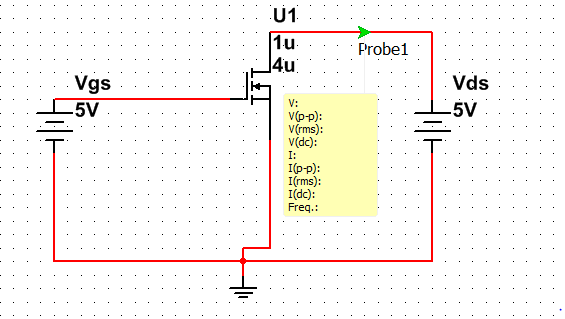 U1
1u
4u
Probe1
Vgs
5V
Vds
5V
V:
V(p-p):
V(rms):
V(dc):
I:
I(p-p):
I(rms):
I(dc):
Freq.: